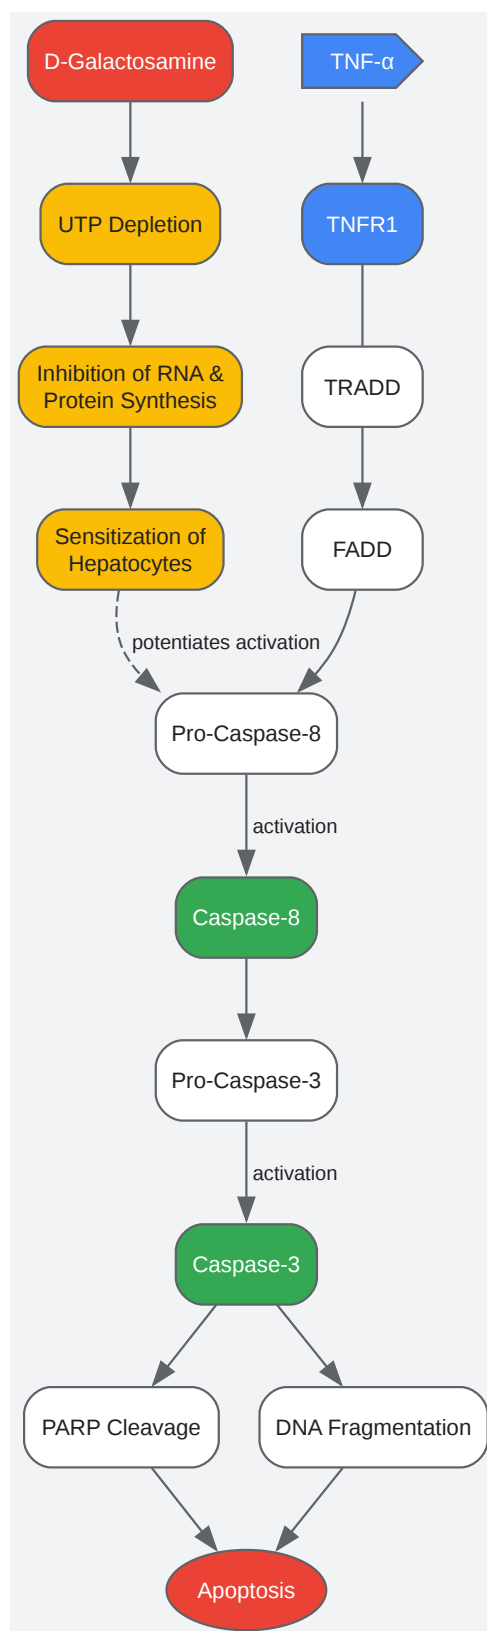 D-Galactosamine
TNF-α
UTP Depletion
TNFR1
Inhibition of RNA &
Protein Synthesis
TRADD
Sensitization of
Hepatocytes
FADD
potentiates activation
Pro-Caspase-8
activation
Caspase-8
Pro-Caspase-3
activation
Caspase-3
PARP Cleavage
DNA Fragmentation
Apoptosis